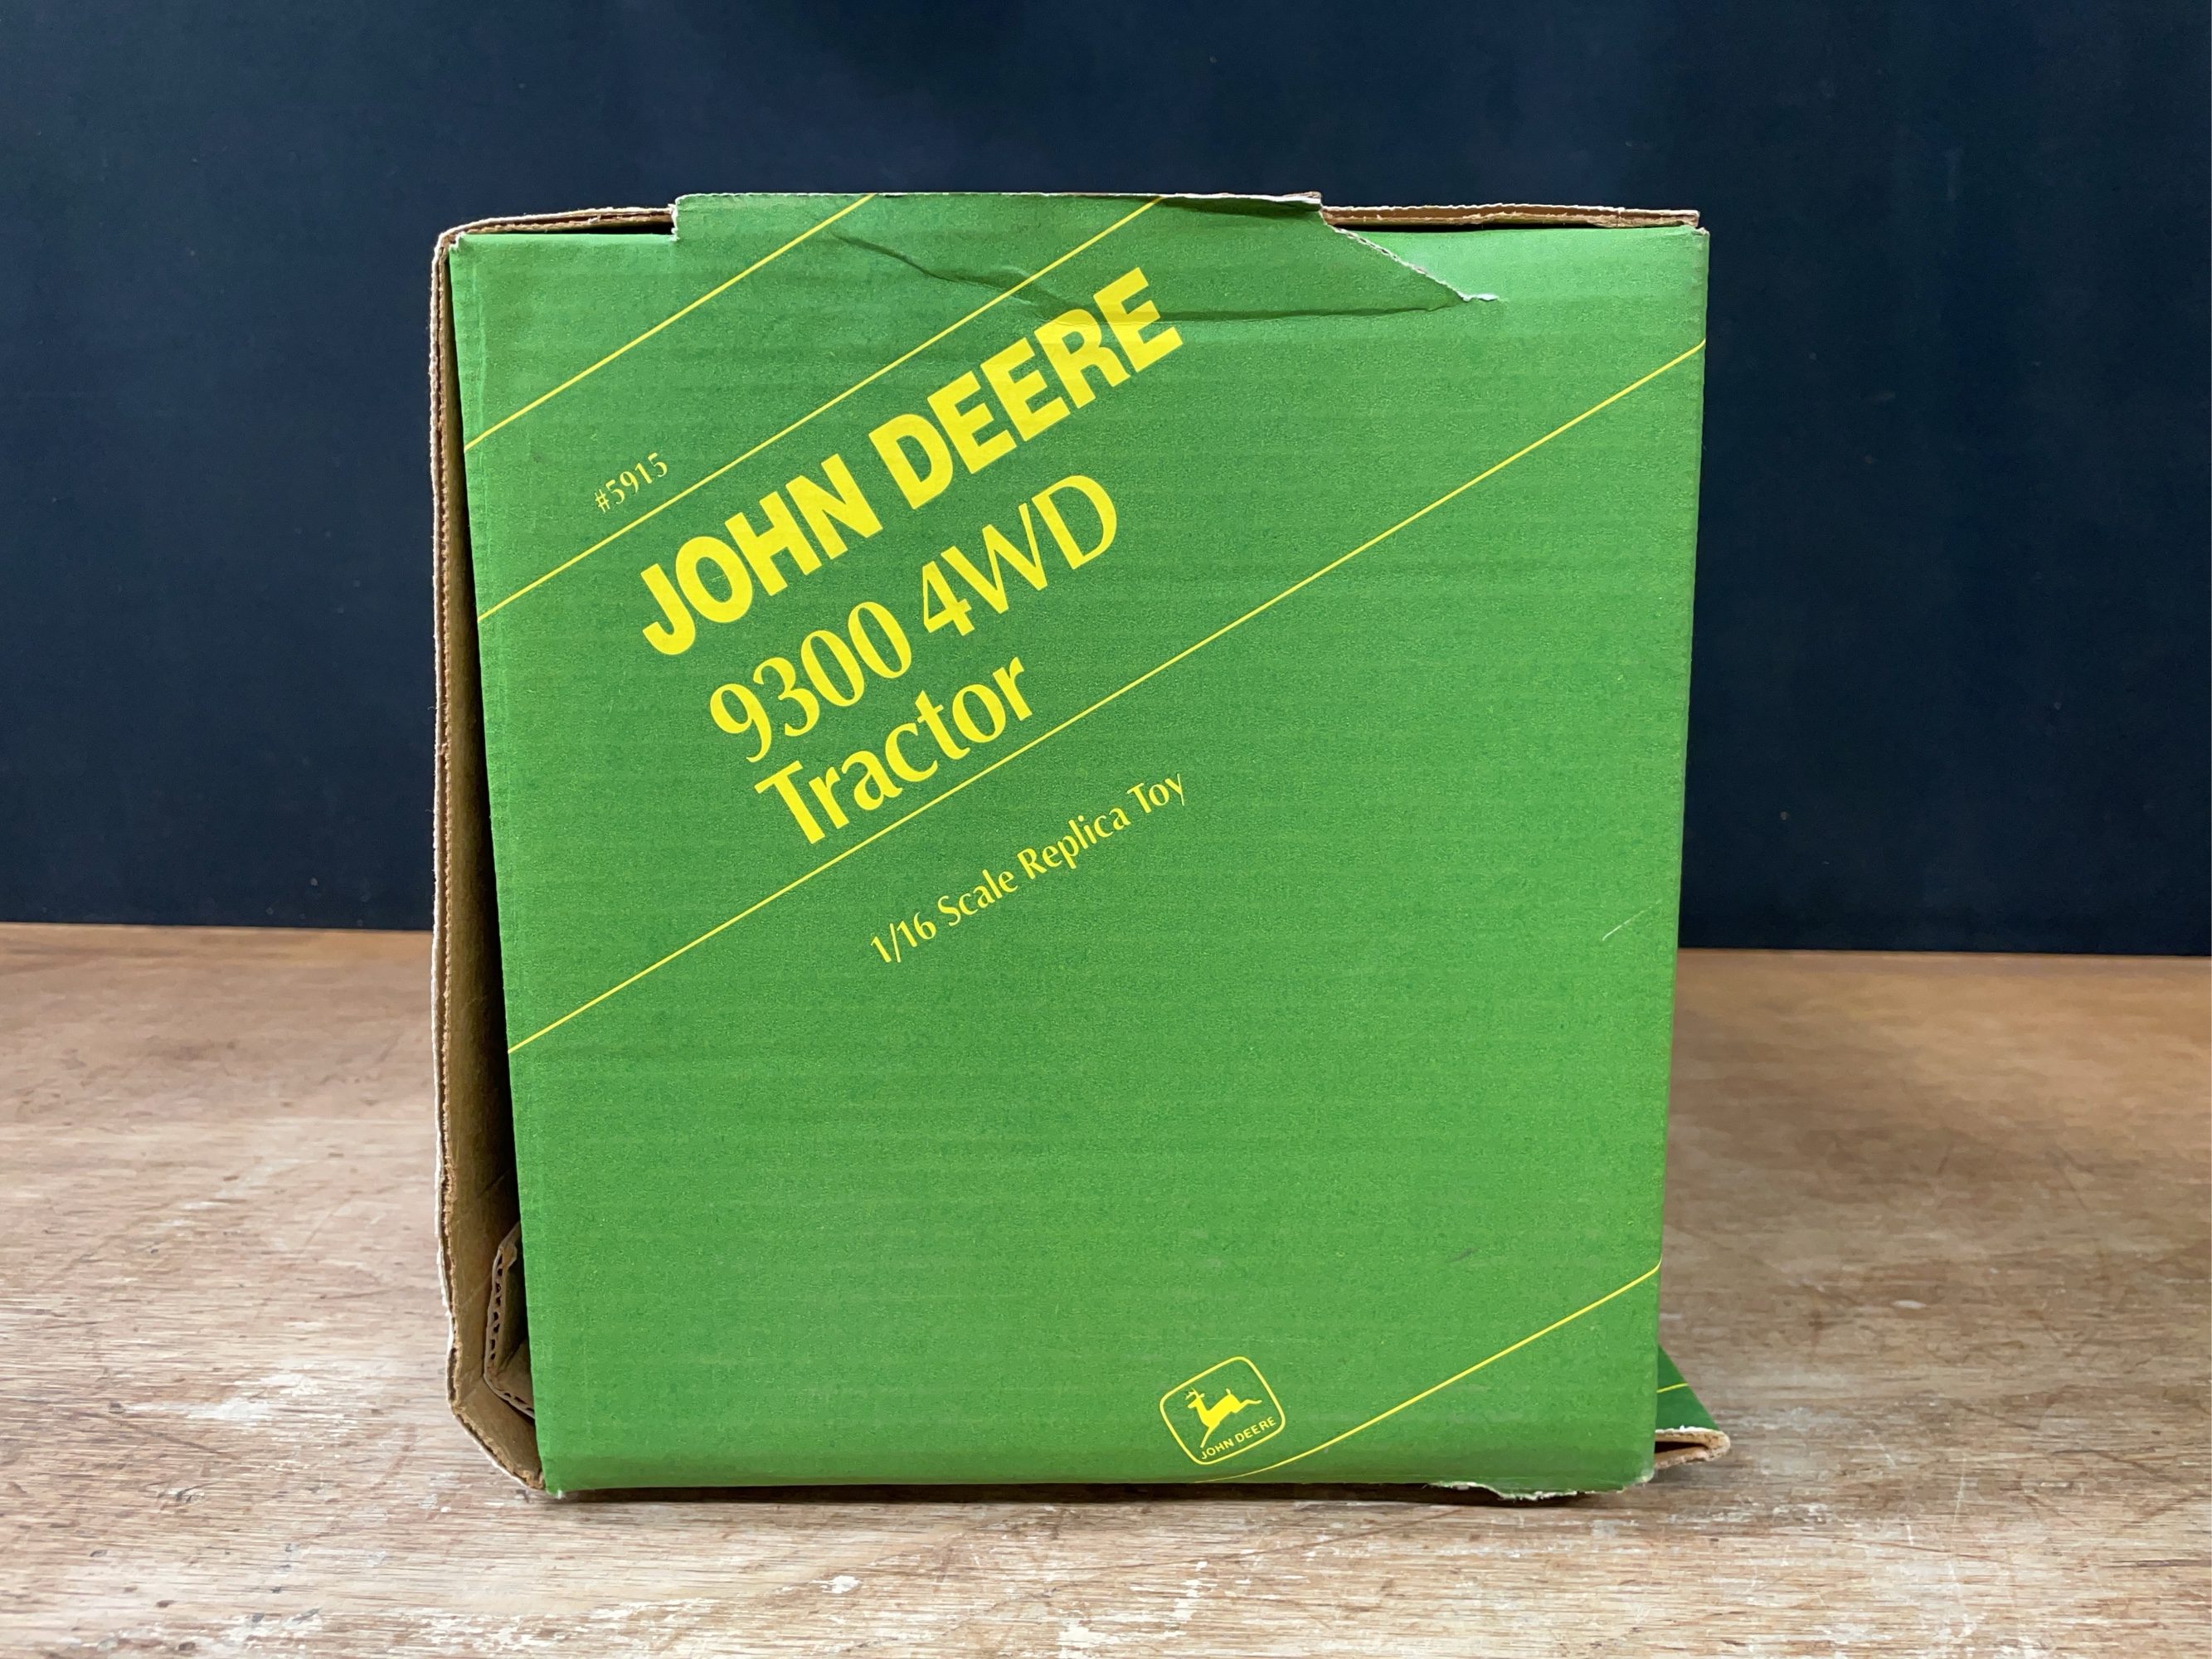 #5915
JOHN DEERE
9300 4WD
Tractor
1/16 Scale Replica Toy
JOHN DEERE